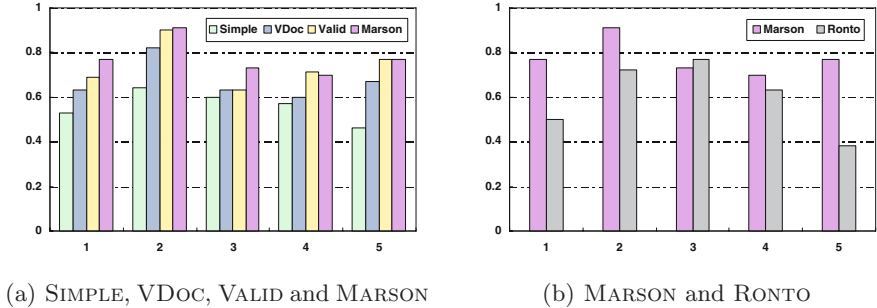 1
0.8
0.6
0.4
0.2
0
Simple VDoc Valid Marson
1 2 3 4 5
(a) SIMPLE, VDOC, VALID and MARSON
1
0.8
0.6
0.4
0.2
0
Marson Ronto
1 2 3 4 5
(b) MARSON and RONTO